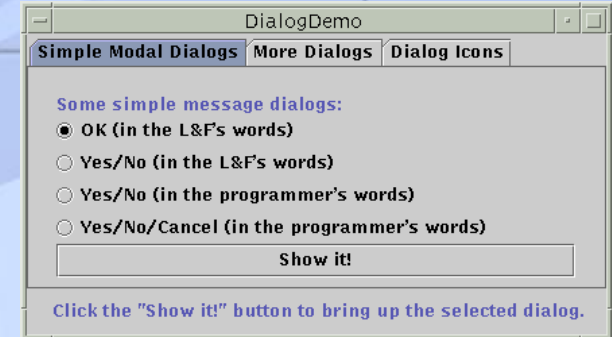 DialogDemo
Simple Modal Dialogs More Dialogs Dialog Icons
Some simple message dialogs:
OK (in the L&F's words)
Yes/No (in the L&F's words)
Yes/No (in the programmer's words)
Yes/No/Cancel (in the programmer's words)
Show it!
Click the "Show it!" button to bring up the selected dialog.